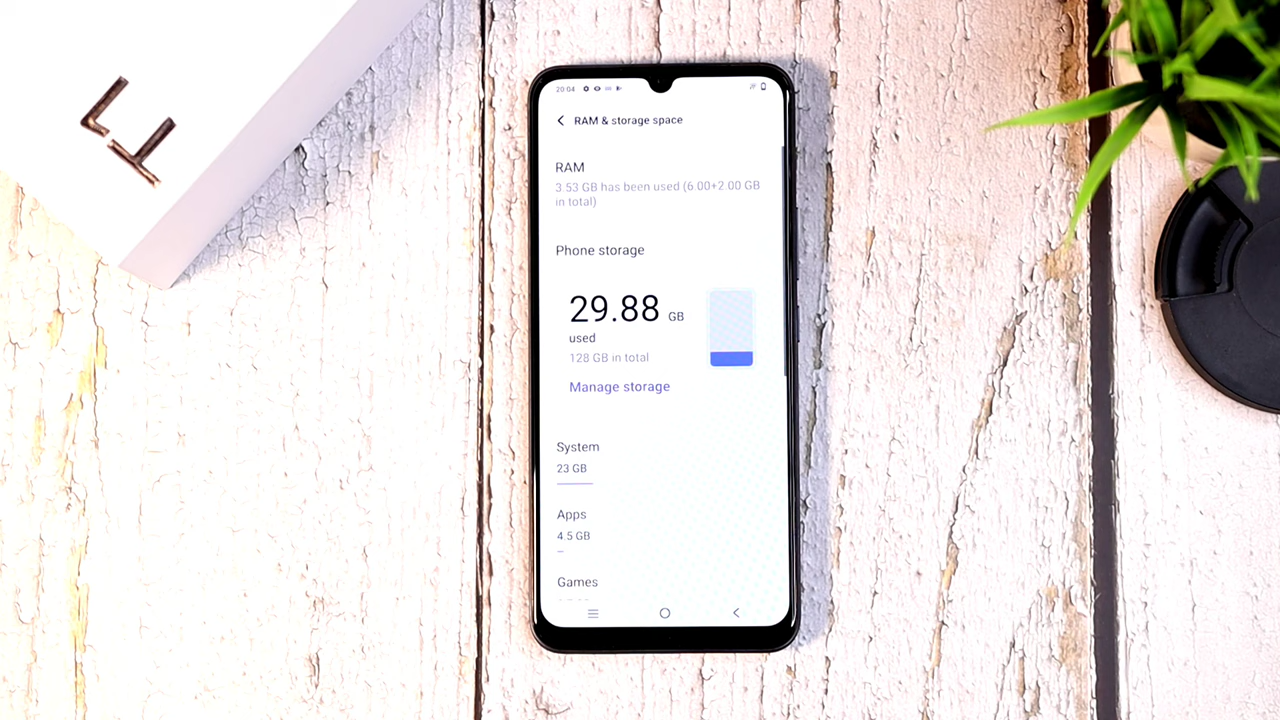 20:04
RAM & storage space
RAM
3.53 GB has been used (6.00+2.00 GB
in total)
Phone storage
29.88 GB
used
128 GB in total
Manage storage
System
23 GB
Apps
4.5 GB
Games